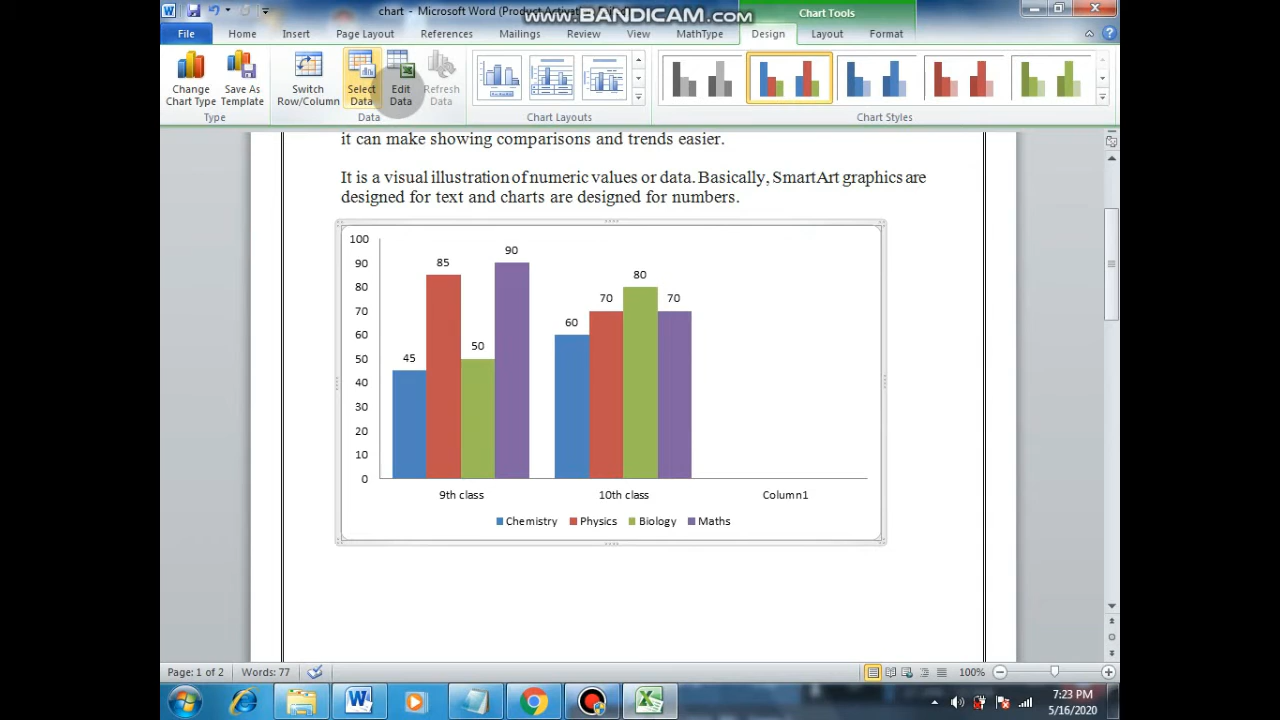 chart - Microsoft Word (Product Activ
www.BANDICAM.com
Chart Tools
File Home Insert Page Layout References Mailings Review View MathType Design Layout Format
Change Chart Type
Save As Template
Switch Row/Column
Select Data
Edit Data
Refresh Data
Type Data Chart Layouts Chart Styles
it can make showing comparisons and trends easier.
It is a visual illustration of numeric values or data. Basically, SmartArt graphics are
designed for text and charts are designed for numbers.
100
90
80
70
60
50
40
30
20
10
0
45 85 50 90
60 70 80 70
9th class 10th class Column1
Chemistry Physics Biology Maths
Page: 1 of 2 Words: 77 100%
7:23 PM
5/16/2020